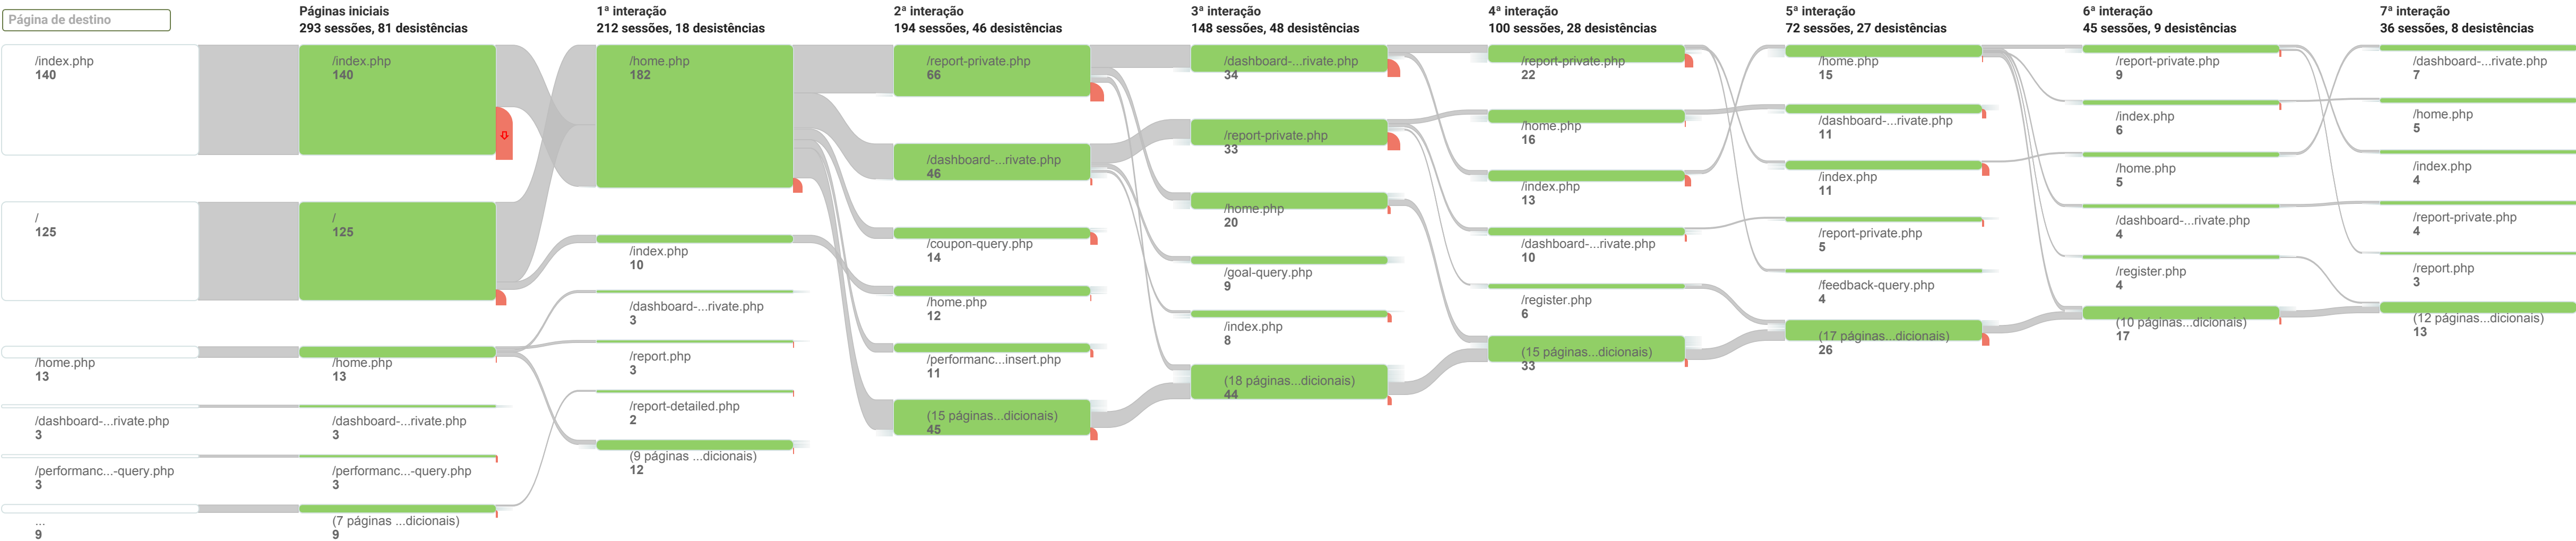 Página de destino
/index.php
140
/
125
/home.php
13
/dashboard-...rivate.php
3
/performanc...-query.php
3
...
9
Páginas iniciais
293 sessões, 81 desistências
/index.php
140
/
125
/home.php
13
/dashboard-...rivate.php
3
/performanc...-query.php
3
(7 páginas ...dicionais)
9
1ª interação
212 sessões, 18 desistências
/home.php
182
/index.php
10
/dashboard-...rivate.php
3
/report.php
3
/report-detailed.php
2
(9 páginas ...dicionais)
12
2ª interação
194 sessões, 46 desistências
/report-private.php
66
/dashboard-...rivate.php
46
/coupon-query.php
14
/home.php
12
/performanc...insert.php
11
(15 páginas...dicionais)
45
3ª interação
148 sessões, 48 desistências
/dashboard-...rivate.php
34
/report-private.php
33
/home.php
20
/goal-query.php
9
/index.php
8
(18 páginas...dicionais)
44
4ª interação
100 sessões, 28 desistências
/report-private.php
22
/home.php
16
/index.php
13
/dashboard-...rivate.php
10
/register.php
6
(15 páginas...dicionais)
33
5ª interação
72 sessões, 27 desistências
/home.php
15
/dashboard-...rivate.php
11
/index.php
11
/report-private.php
5
/feedback-query.php
4
(17 páginas...dicionais)
26
6ª interação
45 sessões, 9 desistências
/report-private.php
9
/index.php
6
/home.php
5
/dashboard-...rivate.php
4
/register.php
4
(10 páginas...dicionais)
17
7ª interação
36 sessões, 8 desistências
/dashboard-...rivate.php
7
/home.php
5
/index.php
4
/report-private.php
4
/report.php
3
(12 páginas...dicionais)
13